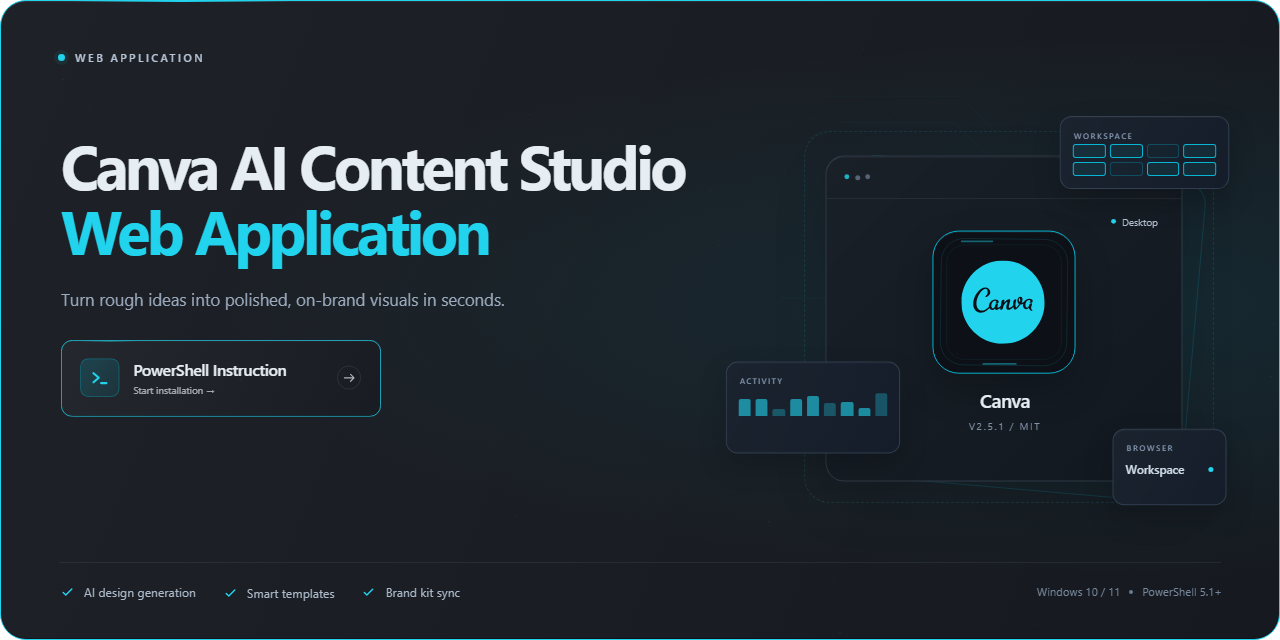 WEB APPLICATION
Canva AI Content Studio
Web Application
Turn rough ideas into polished, on-brand visuals in seconds.
PowerShell Instruction
Start installation →
WORKSPACE
Desktop
Canva
ACTIVITY
Canva
V2.5.1 / MIT
BROWSER
Workspace
AI design generation
Smart templates
Brand kit sync
Windows 10 / 11 • PowerShell 5.1+